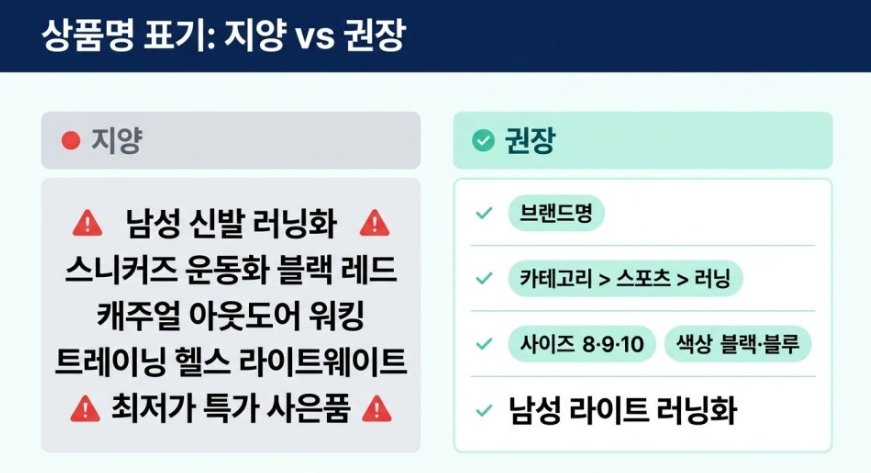 상품명 표기: 지양 vs 권장
지양
남성 신발 러닝화
스니커즈 운동화 블랙 레드
캐주얼 아웃도어 워킹
트레이닝 헬스 라이트웨이트
최저가 특가 사은품
권장
브랜드명
카테고리 > 스포츠 > 러닝
사이즈 8·9·10 색상 블랙·블루
남성 라이트 러닝화